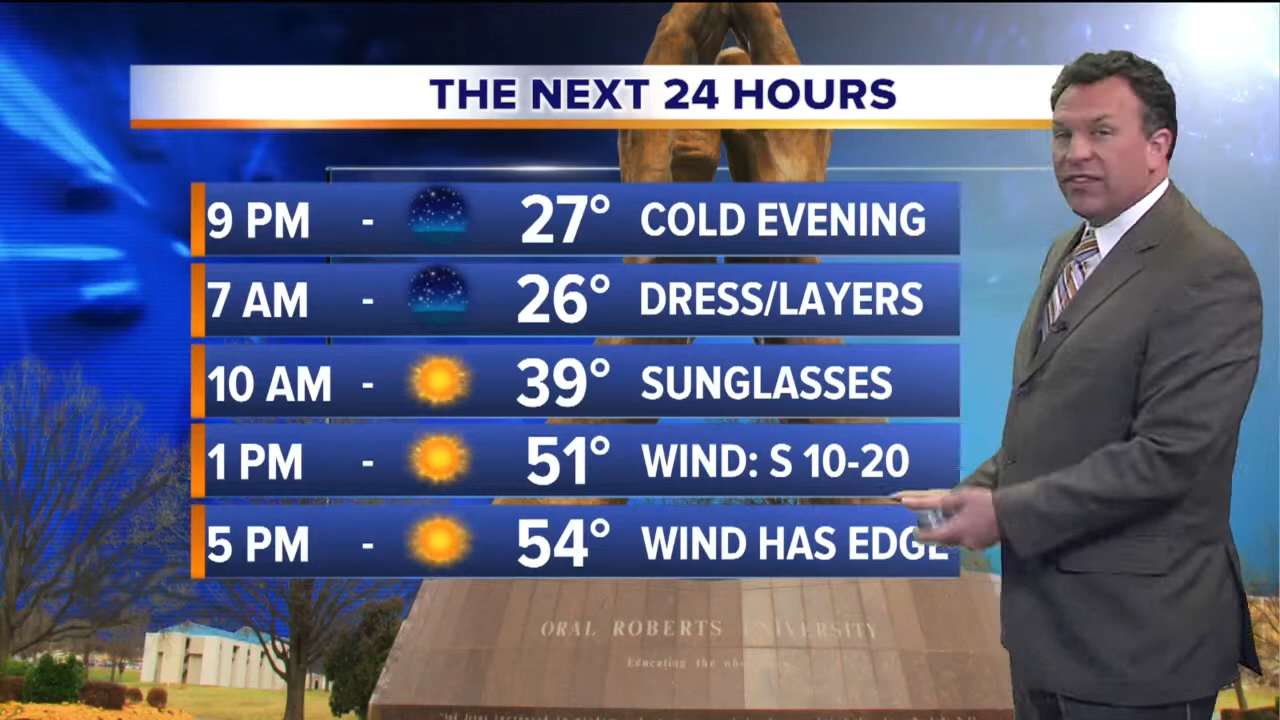 THE NEXT 24 HOURS
9 PM - 27° COLD EVENING
7 AM - 26° DRESS/LAYERS
10 AM - 39° SUNGLASSES
1 PM - 51° WIND: S 10-20
5 PM - 54° WIND HAS EDGE
ORAL ROBERTS UNIVERSITY
Educating the